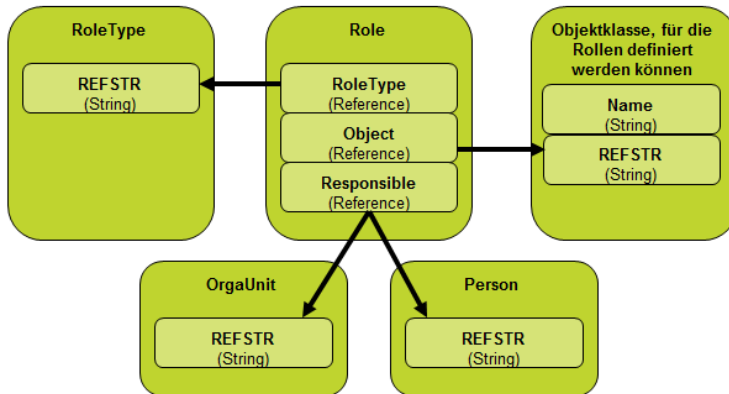 RoleType
REFSTR
(String)
Role
RoleType
(Reference)
Object
(Reference)
Responsible
(Reference)
Objektklasse, für die
Rollen definiert
werden können
Name
(String)
REFSTR
(String)
OrgaUnit
REFSTR
(String)
Person
REFSTR
(String)